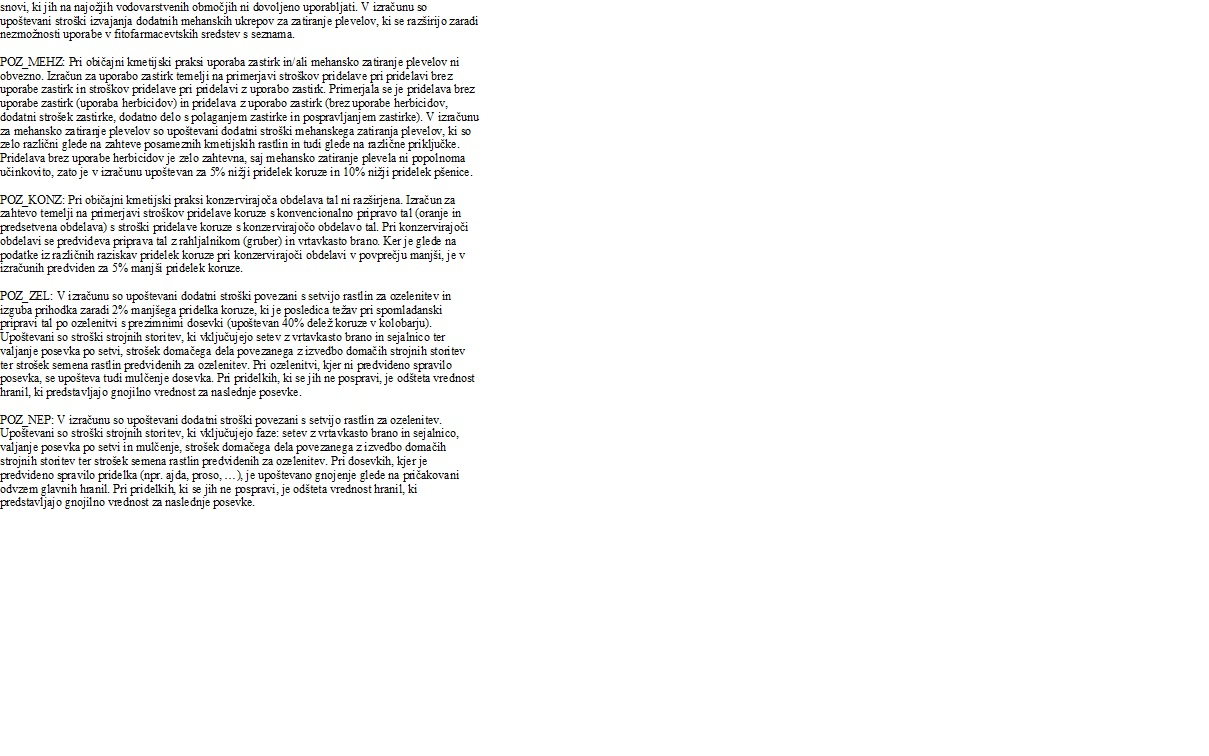 snovi, ki jih na najožjih vodovarstvenih območjih ni dovoljeno uporabljati. V izračunu so
upoštevani stroški izvajanja dodatnih mehanskih ukrepov za zatiranje plevelov, ki se razširijo zaradi
nezmožnosti uporabe v fitofarmacevtskih sredstev s seznama.
POZ_MEHZ: Pri običajni kmetijski praksi uporaba zastirk in/ali mehansko zatiranje plevelov ni
obvezno. Izračun za uporabo zastirk temelji na primerjavi stroškov pridelave pri pridelavi brez
uporabe zastirk in stroškov pridelave pri pridelavi z uporabo zastirk. Primerjala se je pridelava brez
uporabe zastirk (uporaba herbicidov) in pridelava z uporabo zastirk (brez uporabe herbicidov,
dodatni strošek zastirke, dodatno delo s polaganjem zastirke in pospravljanjem zastirke). V izračunu
za mehansko zatiranje plevelov so upoštevani dodatni stroški mehanskega zatiranja plevelov, ki so
zelo različni glede na zahteve posameznih kmetijskih rastlin in tudi glede na različne priključke.
Pridelava brez uporabe herbicidov je zelo zahtevna, saj mehansko zatiranje plevela ni popolnoma
učinkovito, zato je v izračunu upoštevan za 5% nižji pridelek koruze in 10% nižji pridelek pšenice.
POZ_KONZ: Pri običajni kmetijski praksi konzervirajoča obdelava tal ni razširjena. Izračun za
zahtevo temelji na primerjavi stroškov pridelave koruze s konvencionalno pripravo tal (oranje in
predsetvena obdelava) s stroški pridelave koruze s konzervirajočo obdelavo tal. Pri konzervirajoči
obdelavi se predvideva priprava tal z rahljalnikom (gruber) in vrtavkasto brano. Ker je glede na
podatke iz različnih raziskav pridelek koruze pri konzervirajoči obdelavi v povprečju manjši, je v
izračunih predviden za 5% manjši pridelek koruze.
POZ_ZEL: V izračunu so upoštevani dodatni stroški povezani s setvijo rastlin za ozelenitev in
izguba prihodka zaradi 2% manjšega pridelka koruze, ki je posledica težav pri spomladanski
pripravi tal po ozelenitvi s prezimnimi dosevki (upoštevan 40% delež koruze v kolobarju).
Upoštevani so stroški strojnih storitev, ki vključujejo setev z vrtavkasto brano in sejalnico ter
valjanje posevka po setvi, strošek domačega dela povezanega z izvedbo domačih strojnih storitev
ter strošek semena rastlin predvidenih za ozelenitev. Pri ozelenitvi, kjer ni predvideno spravilo
posevka, se upošteva tudi mulčenje dosevka. Pri pridelkih, ki se jih ne pospravi, je odšteta vrednost
hranil, ki predstavljajo gnojilno vrednost za naslednje posevke.
POZ_NEP: V izračunu so upoštevani dodatni stroški povezani s setvijo rastlin za ozelenitev.
Upoštevani so stroški strojnih storitev, ki vključujejo faze: setev z vrtavkasto brano in sejalnico,
valjanje posevka po setvi in mulčenje, strošek domačega dela povezanega z izvedbo domačih
strojnih storitev ter strošek semena rastlin predvidenih za ozelenitev. Pri dosevkih, kjer je
predvideno spravilo pridelka (npr. ajda, proso, …), je upoštevano gnojenje glede na pričakovani
odvzem glavnih hranil. Pri pridelkih, ki se jih ne pospravi, je odšteta vrednost hranil, ki
predstavljajo gnojilno vrednost za naslednje posevke.